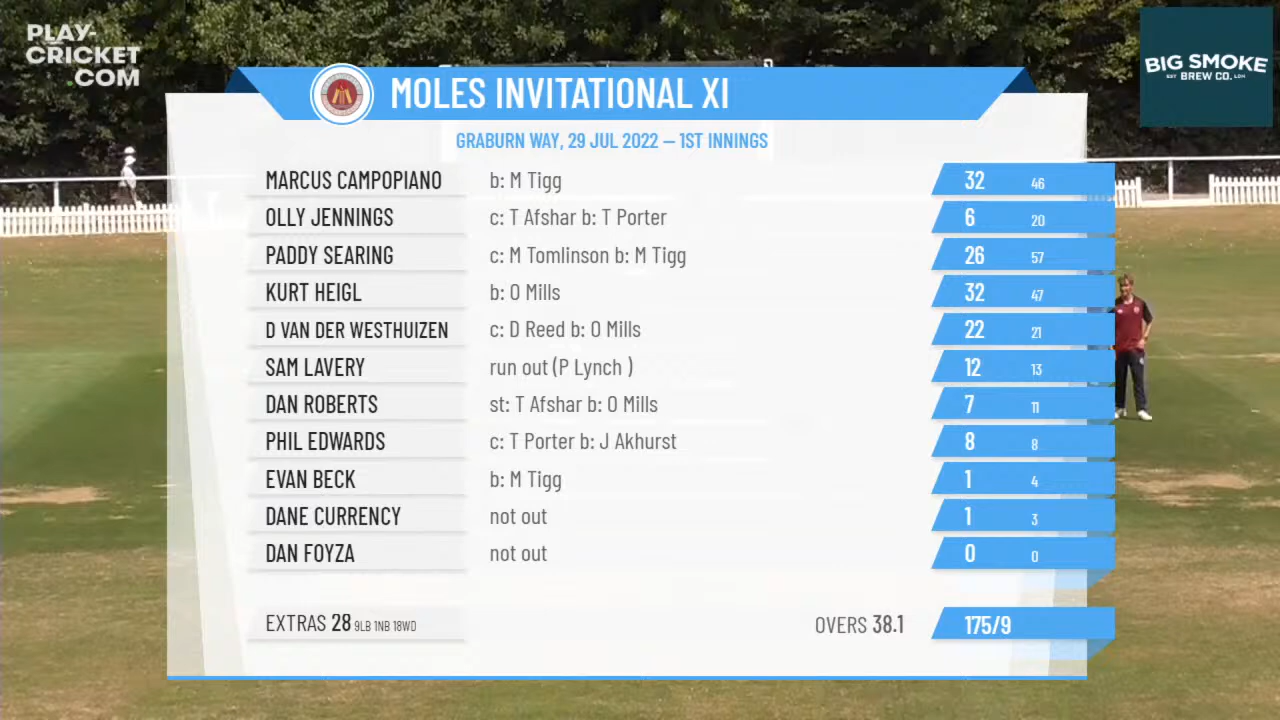 PLAY-
CRICKET
.COM
BIG SMOKE
EST BREW CO. LDN
MOLES INVITATIONAL XI
GRABURN WAY, 29 JUL 2022 – 1ST INNINGS
MARCUS CAMPOPIANO b: M Tigg 32 46
OLLY JENNINGS c: T Afshar b: T Porter 6 20
PADDY SEARING c: M Tomlinson b: M Tigg 26 57
KURT HEIGL b: O Mills 32 47
D VAN DER WESTHUIZEN c: D Reed b: O Mills 22 21
SAM LAVERY run out (P Lynch ) 12 13
DAN ROBERTS st: T Afshar b: O Mills 7 11
PHIL EDWARDS c: T Porter b: J Akhurst 8 8
EVAN BECK b: M Tigg 1 4
DANE CURRENCY not out 1 3
DAN FOYZA not out 0 0
EXTRAS 28 9LB 1NB 18WD OVERS 38.1 175/9